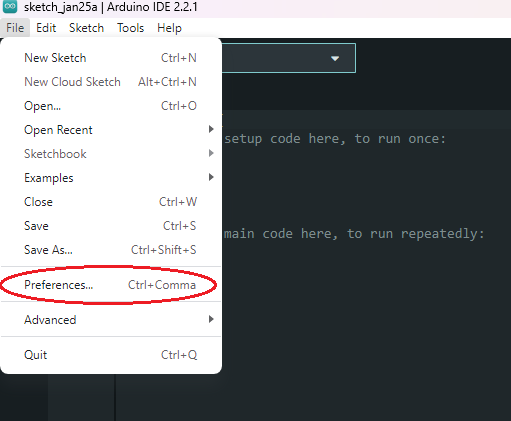 sketch_jan25a | Arduino IDE 2.2.1
File Edit Sketch Tools Help
New Sketch Ctrl+N
New Cloud Sketch Alt+Ctrl+N
Open... Ctrl+O
Open Recent
Sketchbook
Examples
Close Ctrl+W
Save Ctrl+S
Save As... Ctrl+Shift+S
Preferences... Ctrl+Comma
Advanced
Quit Ctrl+Q
setup code here, to run once:
main code here, to run repeatedly: